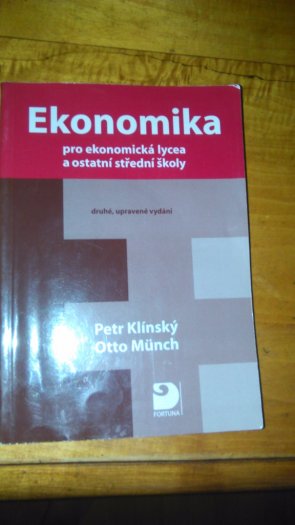 Ekonomika
pro ekonomická lycea
a ostatní střední školy
druhé, upravené vydání
Petr Klínský
Otto Münch
FORTUNA